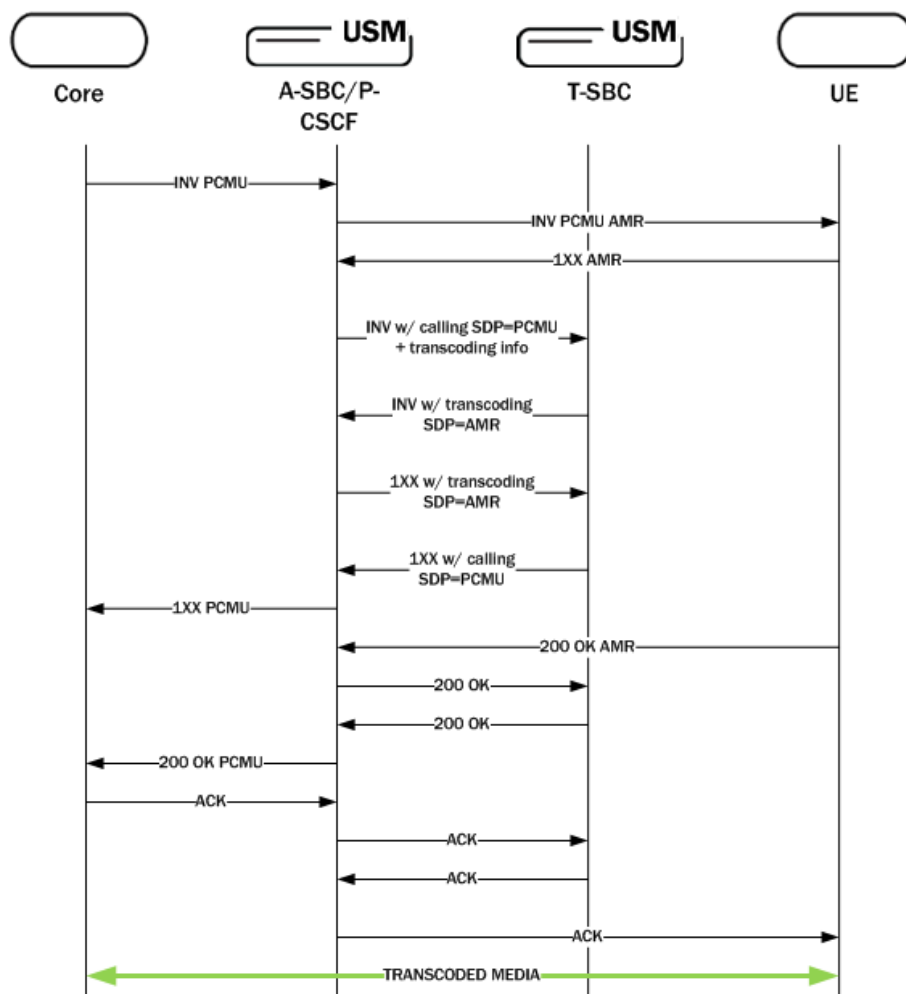 USM
USM
Core
A-SBC/P-
CSCF
T-SBC
UE
INV PCMU
INV PCMU AMR
1XX AMR
INV w/ calling SDP=PCMU
+ transcoding info
INV w/ transcoding
SDP=AMR
1XX w/ transcoding
SDP=AMR
1XX w/ calling
SDP=PCMU
1XX PCMU
200 OK AMR
200 OK
200 OK
200 OK PCMU
ACK
ACK
ACK
ACK
TRANSCODED MEDIA